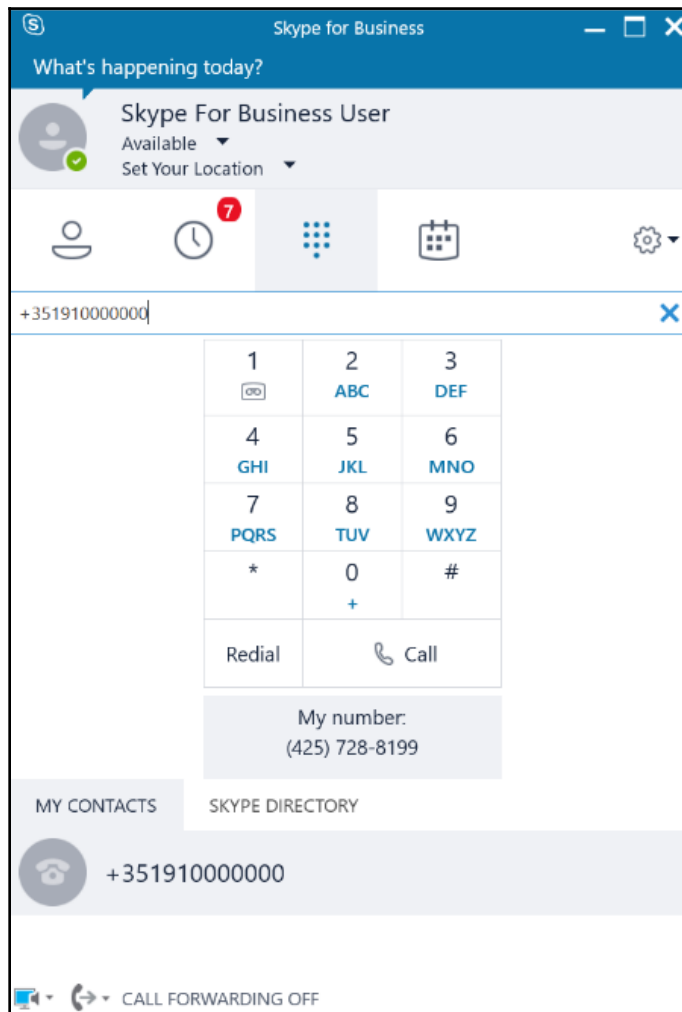 Skype for Business
What's happening today?
Skype For Business User
Available
Set Your Location
7
+351910000000
1 2 3
ABC DEF
4 5 6
GHI JKL MNO
7 8 9
PQRS TUV WXYZ
* 0 #
+
Redial Call
My number:
(425) 728-8199
MY CONTACTS SKYPE DIRECTORY
+351910000000
CALL FORWARDING OFF